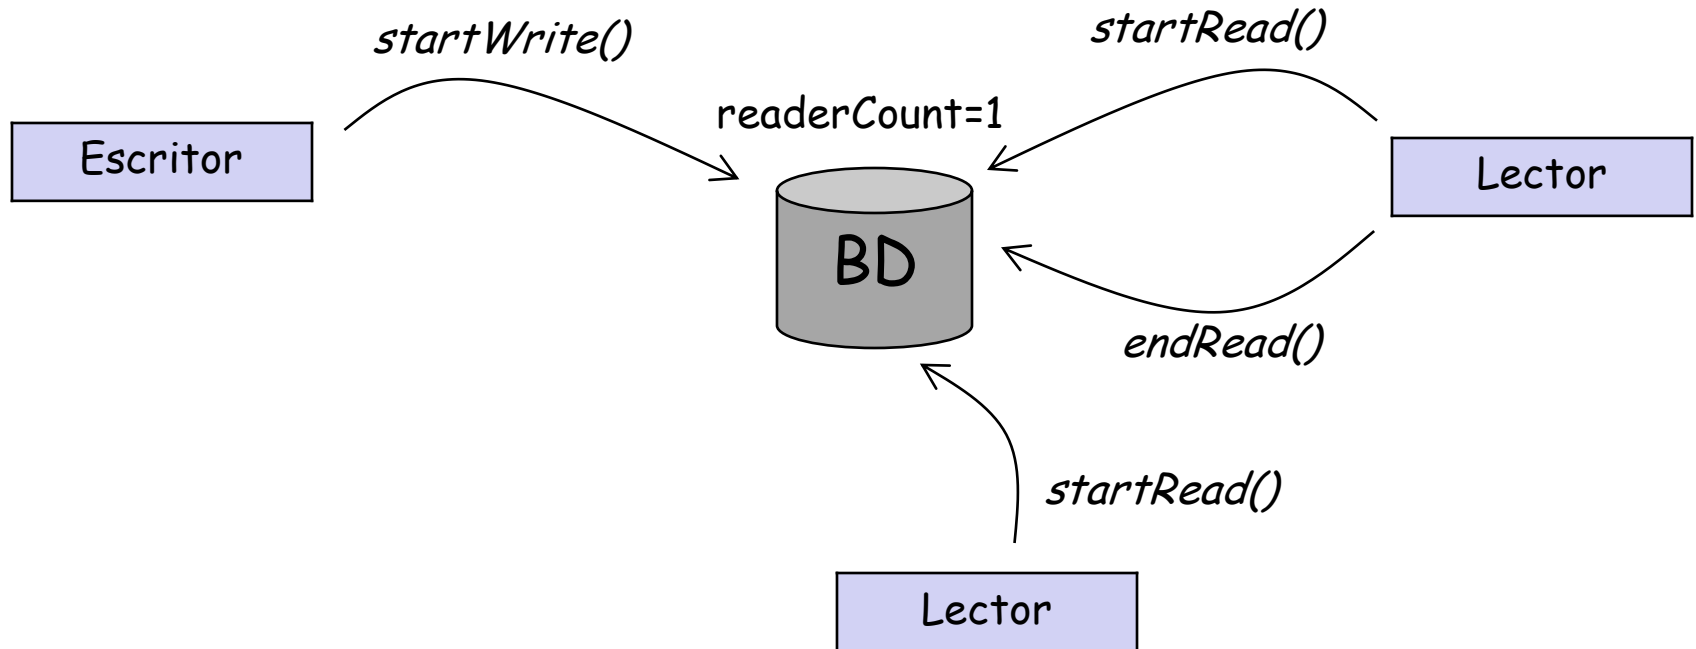 startWrite()
startRead()
readerCount=1
Escritor
Lector
BD
endRead()
startRead()
Lector